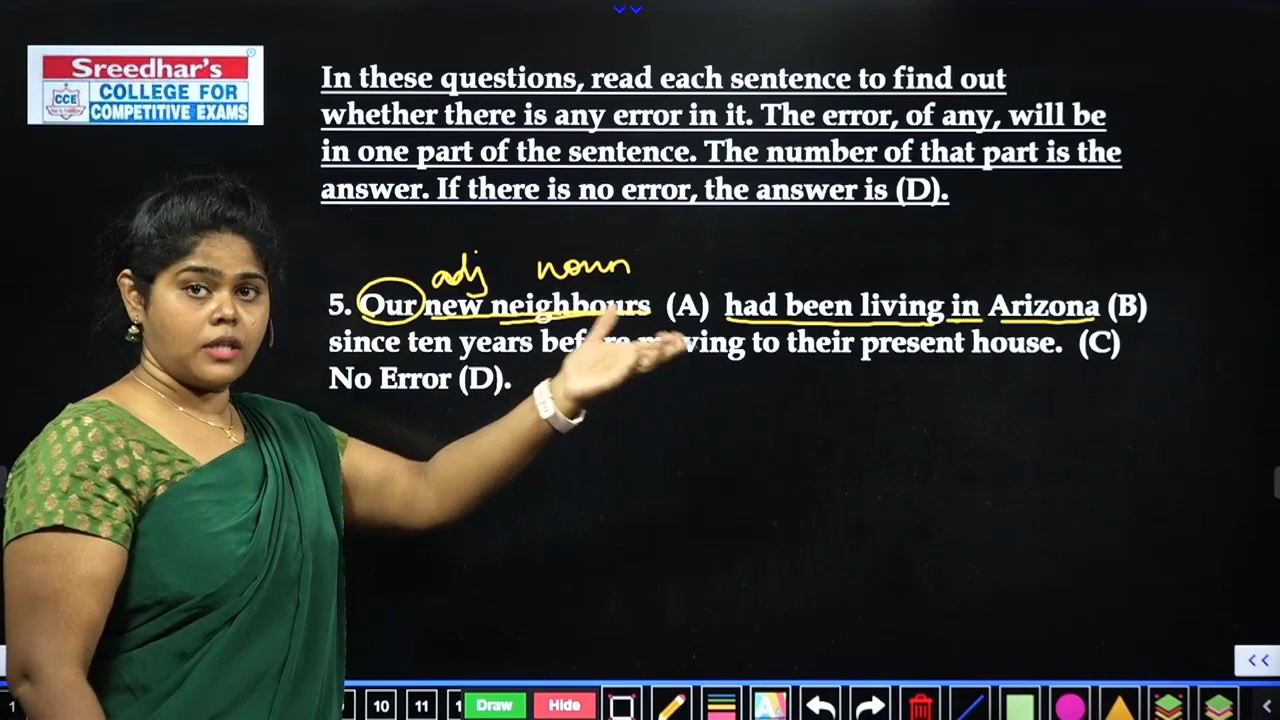 Sreedhar's
CCE
COLLEGE FOR
COMPETITIVE EXAMS
In these questions, read each sentence to find out
whether there is any error in it. The error, of any, will be
in one part of the sentence. The number of that part is the
answer. If there is no error, the answer is (D).
adj noun
5. Our new neighbours (A) had been living in Arizona (B)
since ten years before moving to their present house. (C)
No Error (D).
<<
10 11 1 Draw Hide